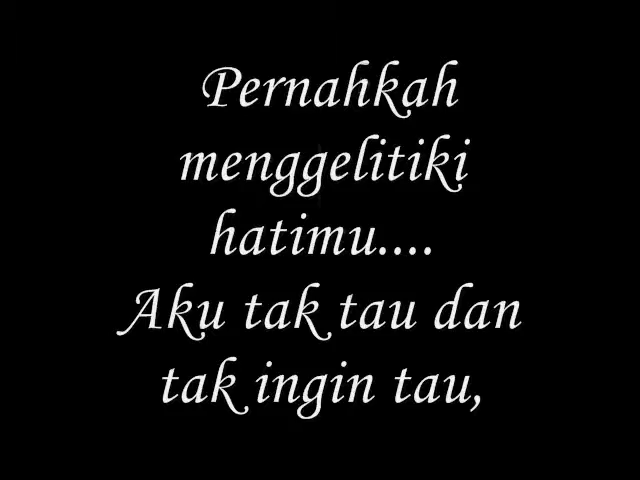 Pernahkah
menggelitiki
hatimu....
Aku tak tau dan
tak ingin tau,